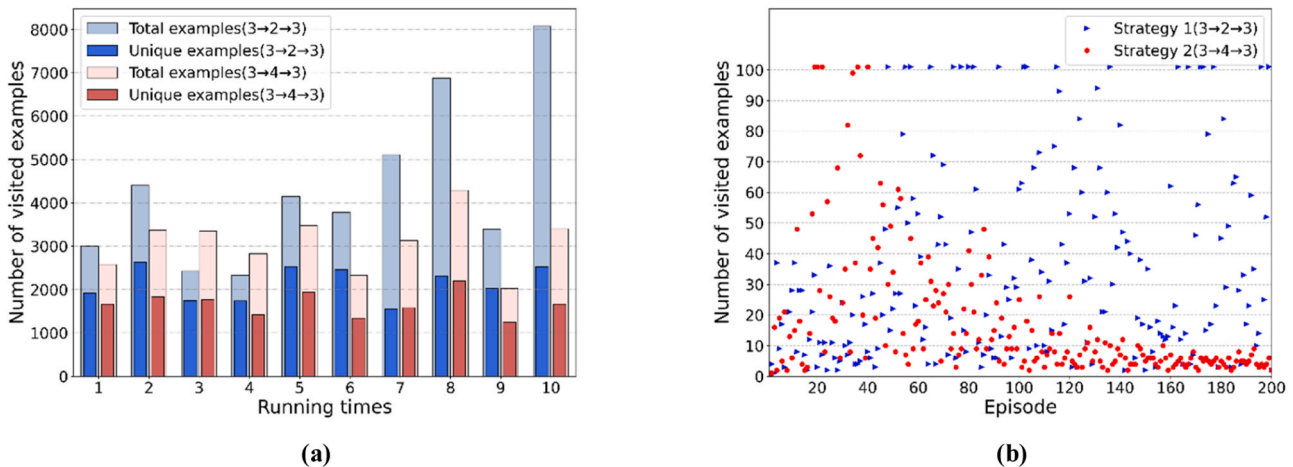 Total examples(3→2→3)
Unique examples(3→2→3)
Total examples(3→4→3)
Unique examples(3→4→3)
Number of visited examples
8000
7000
6000
5000
4000
3000
2000
1000
0
1 2 3 4 5 6 7 8 9 10
Running times
(a)
Strategy 1(3→2→3)
Strategy 2(3→4→3)
Number of visited examples
100
90
80
70
60
50
40
30
20
10
0
20 40 60 80 100 120 140 160 180 200
Episode
(b)